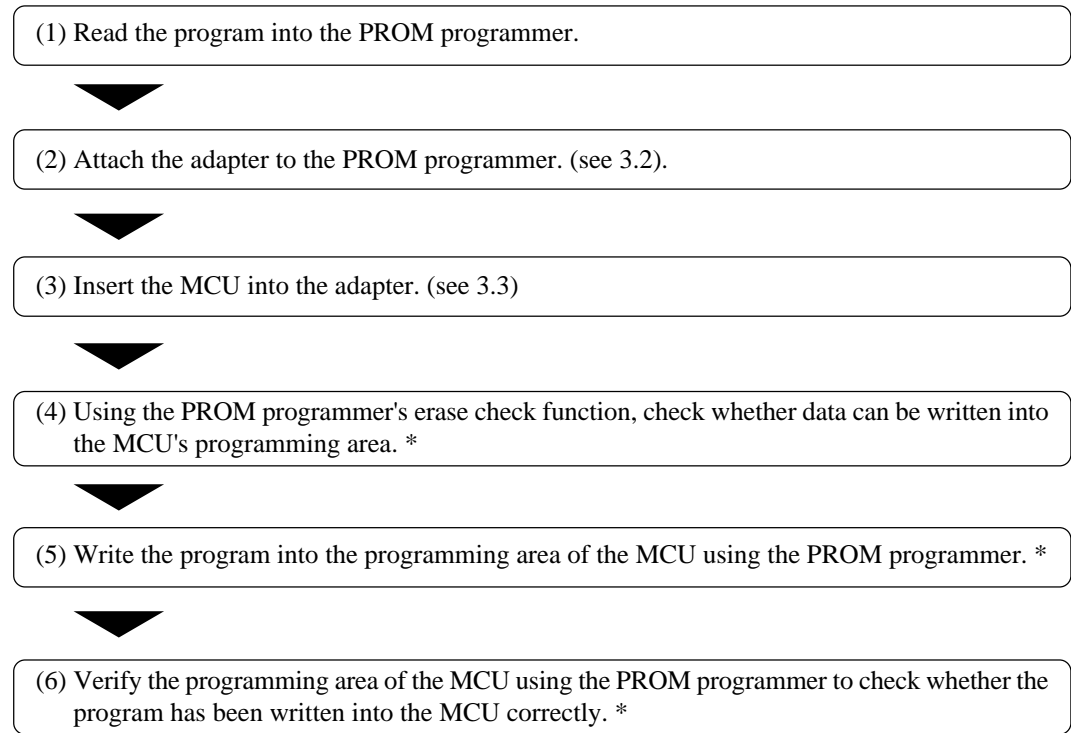 (1) Read the program into the PROM programmer.
(2) Attach the adapter to the PROM programmer. (see 3.2).
(3) Insert the MCU into the adapter. (see 3.3)
(4) Using the PROM programmer's erase check function, check whether data can be written into
the MCU's programming area. *
(5) Write the program into the programming area of the MCU using the PROM programmer. *
(6) Verify the programming area of the MCU using the PROM programmer to check whether the
program has been written into the MCU correctly. *